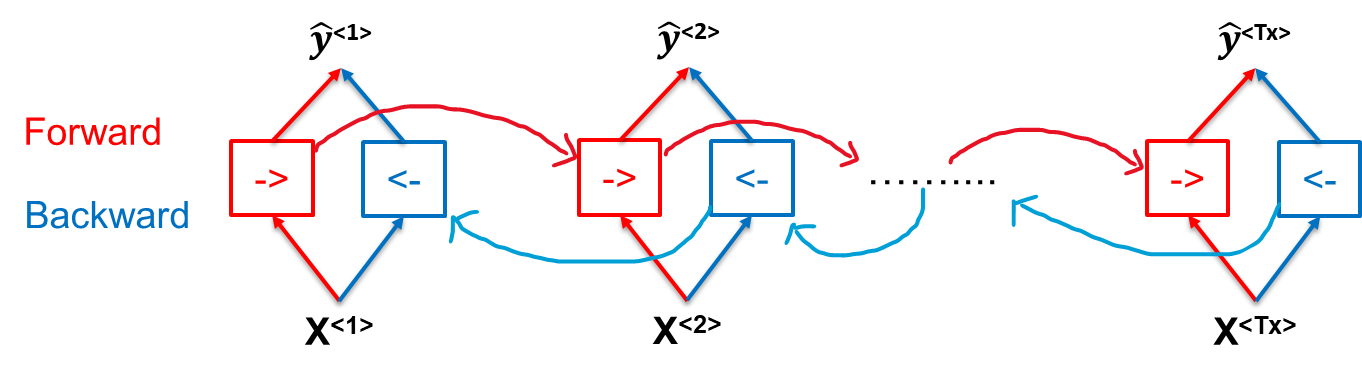 ŷ<1> ŷ<2> ŷ<Tx>
Forward
-> <- -> <- .......... -> <-
Backward
X<1> X<2> X<Tx>